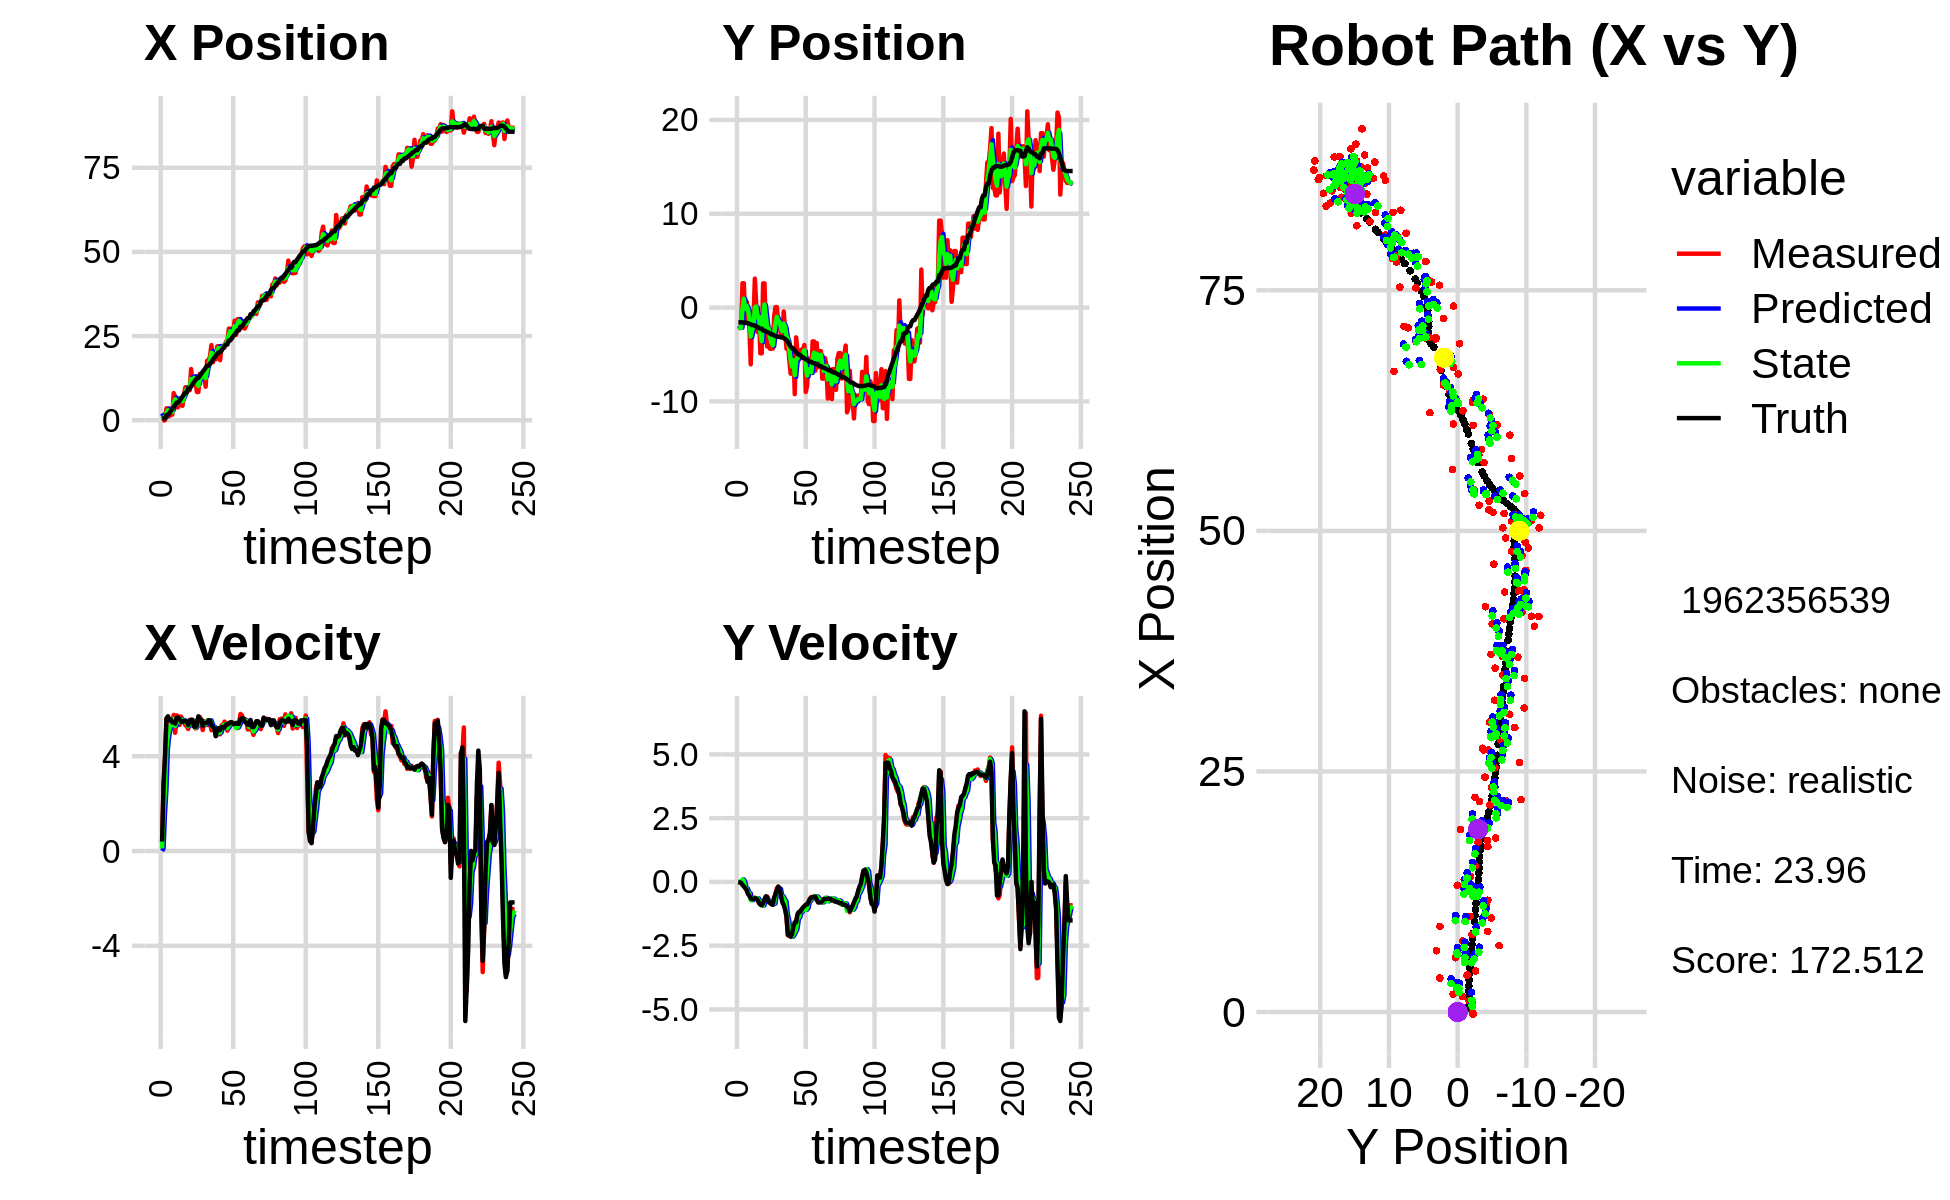 X Position
75
50
25
0
0
50
100
150
200
250
timestep
Y Position
20
10
0
-10
0
50
100
150
200
250
timestep
X Velocity
4
0
-4
0
50
100
150
200
250
timestep
Y Velocity
5.0
2.5
0.0
-2.5
-5.0
0
50
100
150
200
250
timestep
Robot Path (X vs Y)
X Position
75
50
25
0
20 10 0 -10 -20
Y Position
variable
Measured
Predicted
State
Truth
1962356539
Obstacles: none
Noise: realistic
Time: 23.96
Score: 172.512